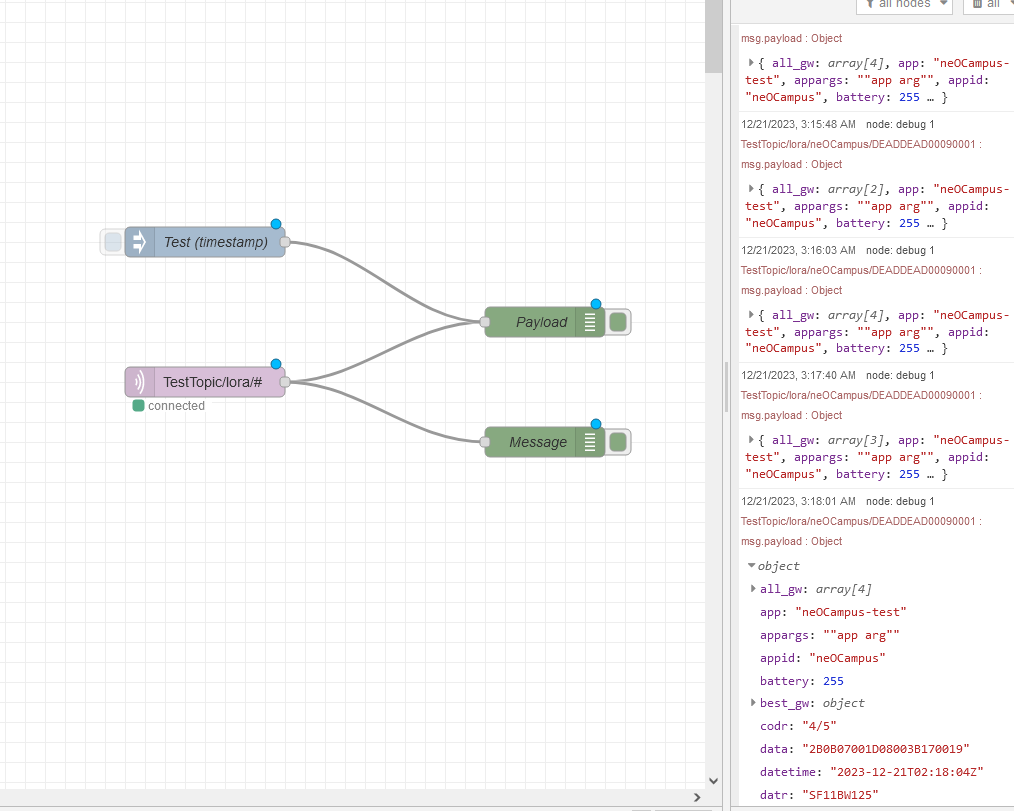 all nodes
all
msg.payload : Object
{ all_gw: array[4], app: "neOCampus-
test", appargs: ""app arg"", appid:
"neOCampus", battery: 255 … }
12/21/2023, 3:15:48 AM node: debug 1
TestTopic/lora/neOCampus/DEADDEAD00090001 :
msg.payload : Object
{ all_gw: array[2], app: "neOCampus-
test", appargs: ""app arg"", appid:
"neOCampus", battery: 255 … }
12/21/2023, 3:16:03 AM node: debug 1
TestTopic/lora/neOCampus/DEADDEAD00090001 :
msg.payload : Object
{ all_gw: array[4], app: "neOCampus-
test", appargs: ""app arg"", appid:
"neOCampus", battery: 255 … }
12/21/2023, 3:17:40 AM node: debug 1
TestTopic/lora/neOCampus/DEADDEAD00090001 :
msg.payload : Object
{ all_gw: array[3], app: "neOCampus-
test", appargs: ""app arg"", appid:
"neOCampus", battery: 255 … }
12/21/2023, 3:18:01 AM node: debug 1
TestTopic/lora/neOCampus/DEADDEAD00090001 :
msg.payload : Object
object
all_gw: array[4]
app: "neOCampus-test"
appargs: ""app arg""
appid: "neOCampus"
battery: 255
best_gw: object
codr: "4/5"
data: "2B0B07001D08003B170019"
datetime: "2023-12-21T02:18:04Z"
datr: "SF11BW125"
Test (timestamp)
Payload
TestTopic/lora/#
connected
Message